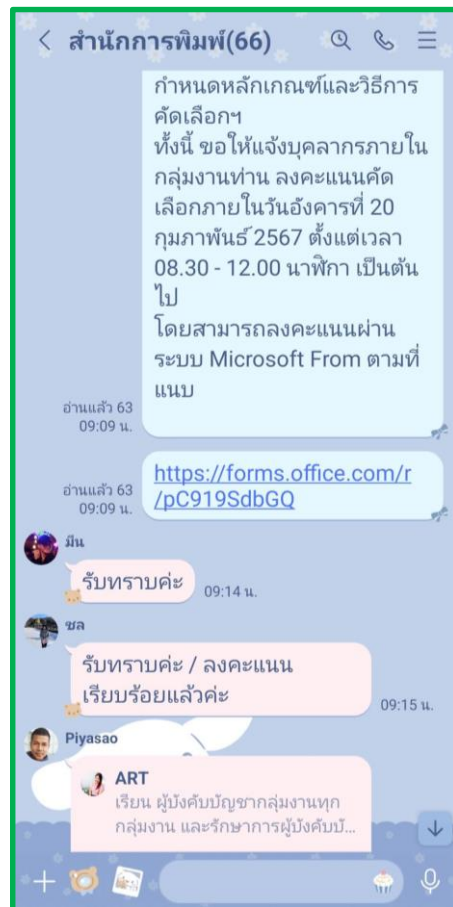 สำนักการพิมพ์(66)
กำหนดหลักเกณฑ์และวิธีการ
คัดเลือกฯ
ทั้งนี้ ขอให้แจ้งบุคลากรภายใน
กลุ่มงานท่าน ลงคะแนนคัด
เลือกภายในวันอังคารที่ 20
กุมภาพันธ์ 2567 ตั้งแต่เวลา
08.30 - 12.00 นาฬิกา เป็นต้น
ไป
โดยสามารถลงคะแนนผ่าน
ระบบ Microsoft From ตามที่
แนบ
อ่านแล้ว 63
09:09 น.
https://forms.office.com/r
/pC919SdbGQ
อ่านแล้ว 63
09:09 น.
มีน
รับทราบค่ะ
09:14 น.
ชล
รับทราบค่ะ / ลงคะแนน
เรียบร้อยแล้วค่ะ
09:15 น.
Piyasao
ART
เรียน ผู้บังคับบัญชากลุ่มงานทุก
กลุ่มงาน และรักษาการผู้บังคับบั...